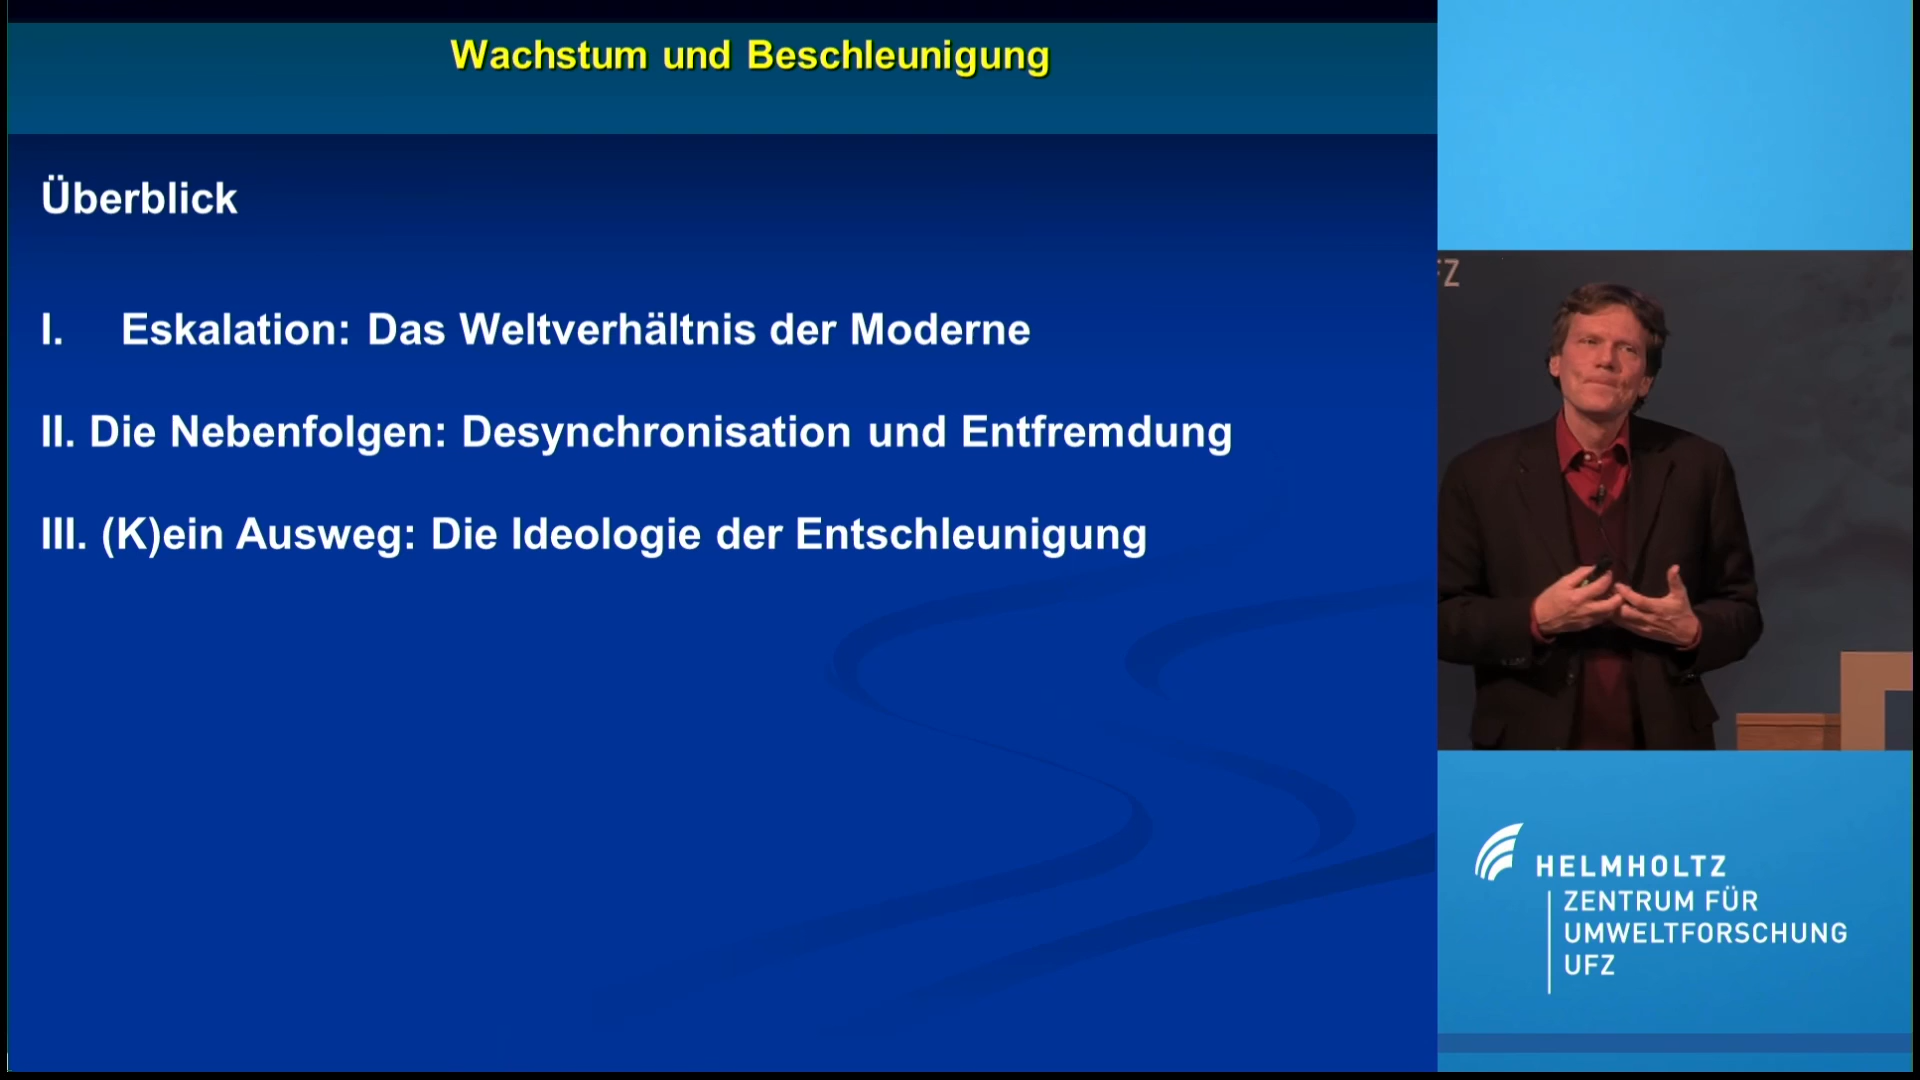 Wachstum und Beschleunigung
Überblick
I. Eskalation: Das Weltverhältnis der Moderne
II. Die Nebenfolgen: Desynchronisation und Entfremdung
III. (K)ein Ausweg: Die Ideologie der Entschleunigung
FZ
HELMHOLTZ
ZENTRUM FÜR
UMWELTFORSCHUNG
UFZ